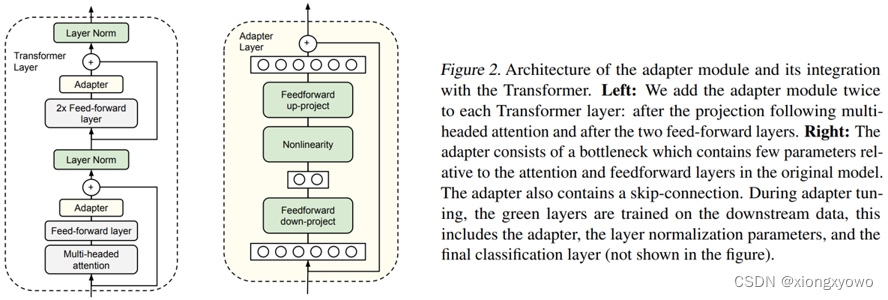 Layer Norm
Transformer
Layer
+
Adapter
2x Feed-forward
layer
Layer Norm
+
Adapter
Feed-forward layer
Multi-headed
attention
Adapter
Layer
+
Feedforward
up-project
Nonlinearity
Feedforward
down-project
Figure 2. Architecture of the adapter module and its integration
with the Transformer. Left: We add the adapter module twice
to each Transformer layer: after the projection following multi-
headed attention and after the two feed-forward layers. Right: The
adapter consists of a bottleneck which contains few parameters rel-
ative to the attention and feedforward layers in the original model.
The adapter also contains a skip-connection. During adapter tun-
ing, the green layers are trained on the downstream data, this
includes the adapter, the layer normalization parameters, and the
final classification layer (not shown in the figure).
CSDN @xiongxyowo